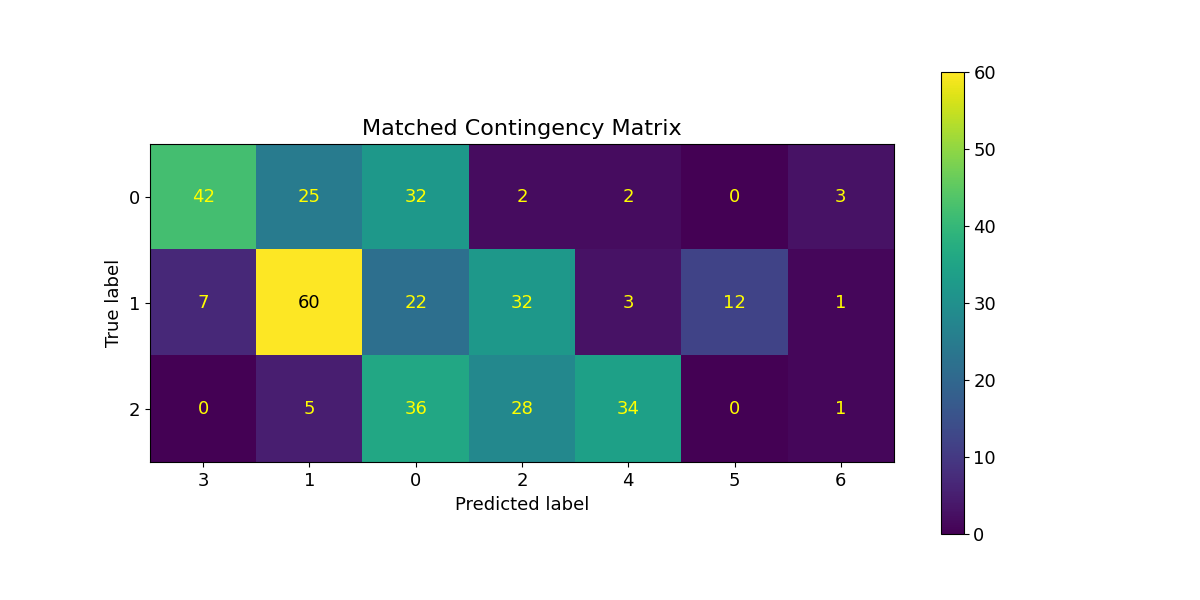 Matched Contingency Matrix
True label
0 42 25 32 2 2 0 3
1 7 60 22 32 3 12 1
2 0 5 36 28 34 0 1
3 1 0 2 4 5 6
Predicted label
60
50
40
30
20
10
0